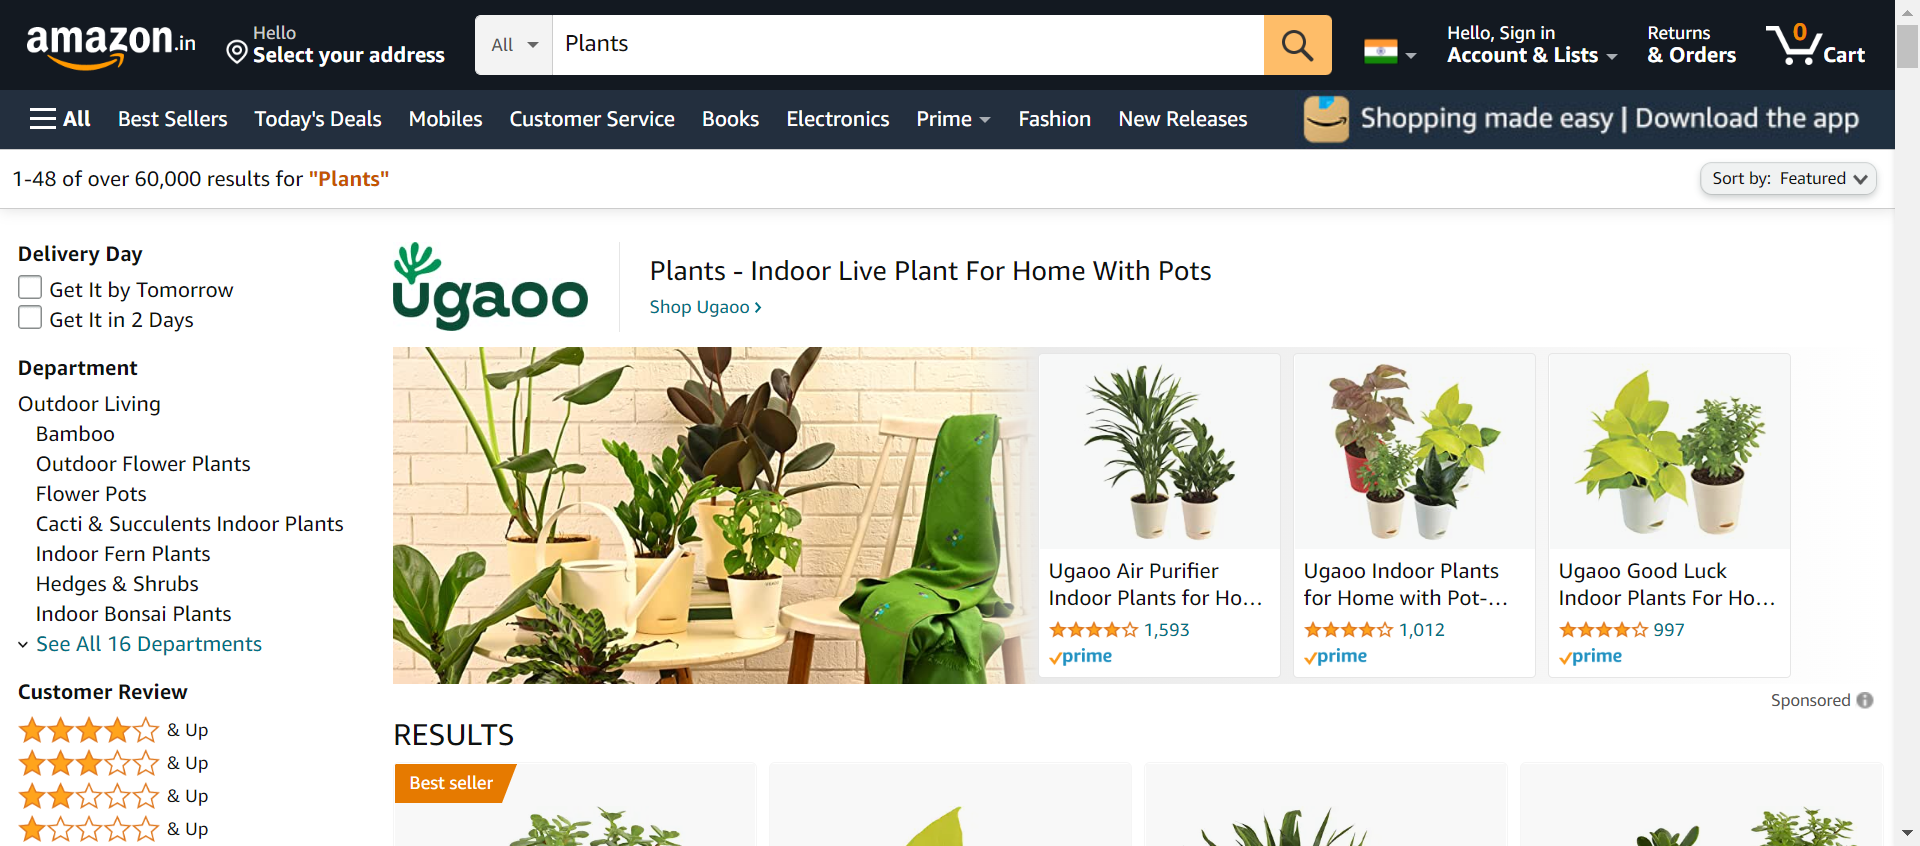 amazon.in
Hello
Select your address
All
Plants
Hello, Sign in
Account & Lists
Returns
& Orders
0
Cart
All
Best Sellers
Today's Deals
Mobiles
Customer Service
Books
Electronics
Prime
Fashion
New Releases
Shopping made easy | Download the app
1-48 of over 60,000 results for "Plants"
Sort by: Featured
Delivery Day
Get It by Tomorrow
Get It in 2 Days
Department
Outdoor Living
Bamboo
Outdoor Flower Plants
Flower Pots
Cacti & Succulents Indoor Plants
Indoor Fern Plants
Hedges & Shrubs
Indoor Bonsai Plants
See All 16 Departments
Customer Review
& Up
& Up
& Up
& Up
ugaoo
Plants - Indoor Live Plant For Home With Pots
Shop Ugaoo ›
Ugaoo Air Purifier
Indoor Plants for Ho…
1,593
prime
Ugaoo Indoor Plants
for Home with Pot-…
1,012
prime
Ugaoo Good Luck
Indoor Plants For Ho…
997
prime
Sponsored
RESULTS
Best seller